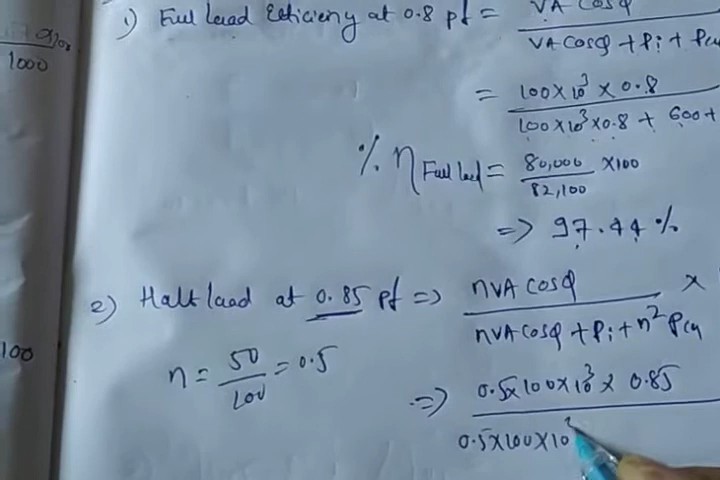 1) Full load Efficieny at 0.8 pf = VA cosφ
VA cosφ + Pi + Pcu
1000
= 100×10³ × 0.8
100×10³×0.8 + 600+
% η Full load = 80,000 ×100
82,100
=> 97.44 %
2) Half load at 0.85 pf => nVA cosφ ×
nVA cosφ + Pi + n² Pcu
100
n = 50 = 0.5
100
=> 0.5×100×10³ × 0.85
0.5×100×10³